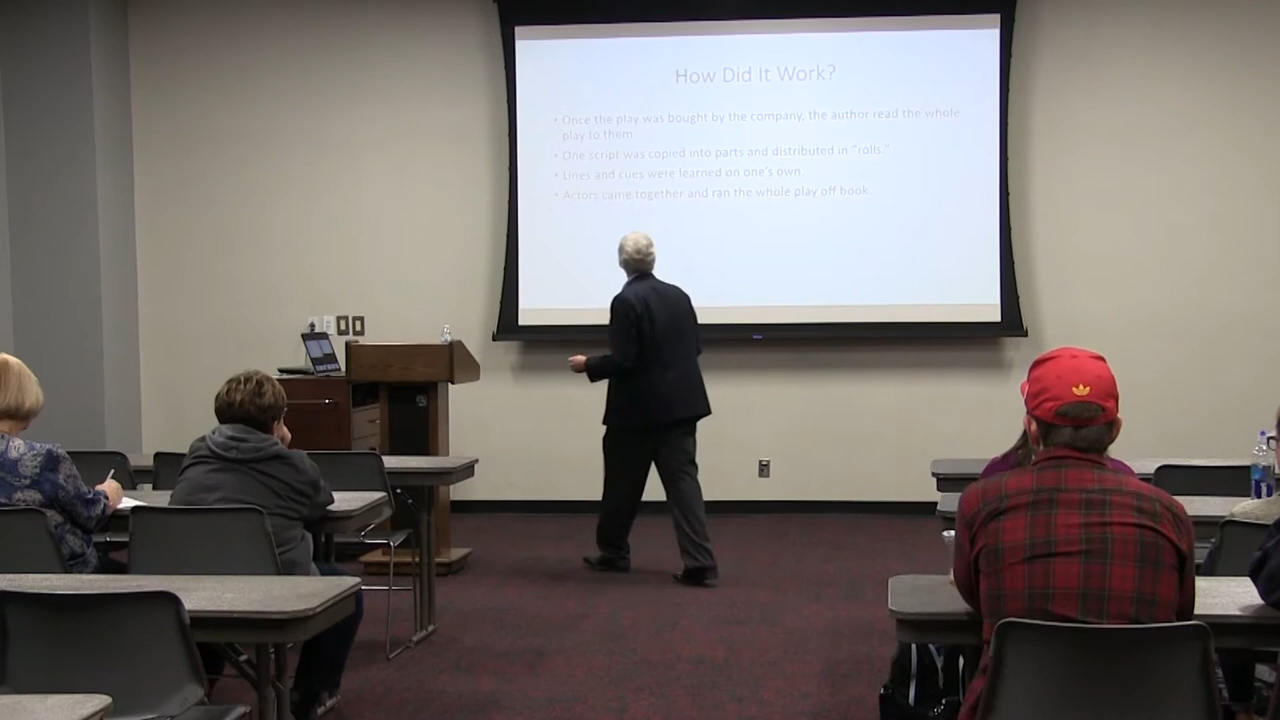 How Did It Work?
• Once the play was bought by the company, the author read the whole
play to them
• One script was copied into parts and distributed in "rolls."
• Lines and cues were learned on one's own.
• Actors came together and ran the whole play off book.